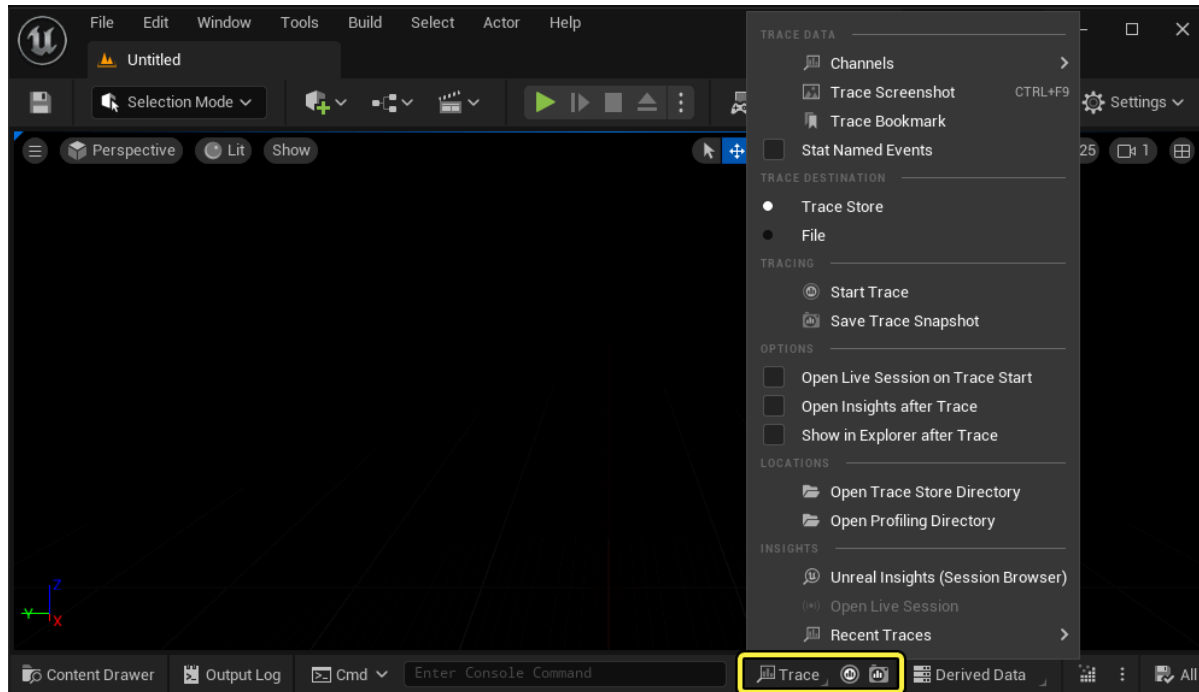 File Edit Window Tools Build Select Actor Help
Untitled
Selection Mode
Settings
Perspective Lit Show
25 1
TRACE DATA
Channels
Trace Screenshot CTRL+F9
Trace Bookmark
Stat Named Events
TRACE DESTINATION
Trace Store
File
TRACING
Start Trace
Save Trace Snapshot
OPTIONS
Open Live Session on Trace Start
Open Insights after Trace
Show in Explorer after Trace
LOCATIONS
Open Trace Store Directory
Open Profiling Directory
INSIGHTS
Unreal Insights (Session Browser)
Open Live Session
Recent Traces
Z
Y
X
Content Drawer Output Log Cmd Enter Console Command Trace Derived Data All